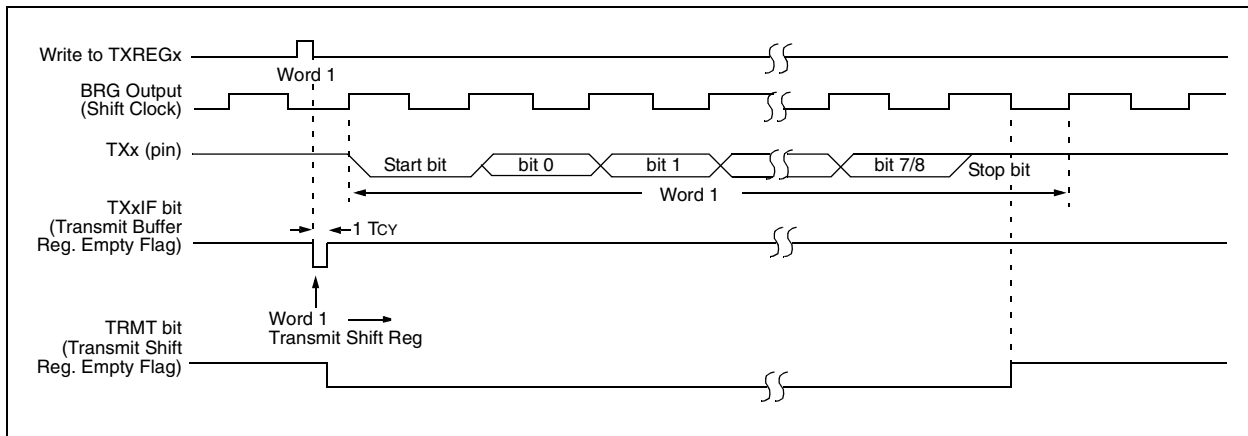 Write to TXREGx
Word 1
BRG Output
(Shift Clock)
TXx (pin)
Start bit
bit 0
bit 1
bit 7/8
Stop bit
Word 1
TXxIF bit
(Transmit Buffer
Reg. Empty Flag)
1 TCY
Word 1
Transmit Shift Reg
TRMT bit
(Transmit Shift
Reg. Empty Flag)